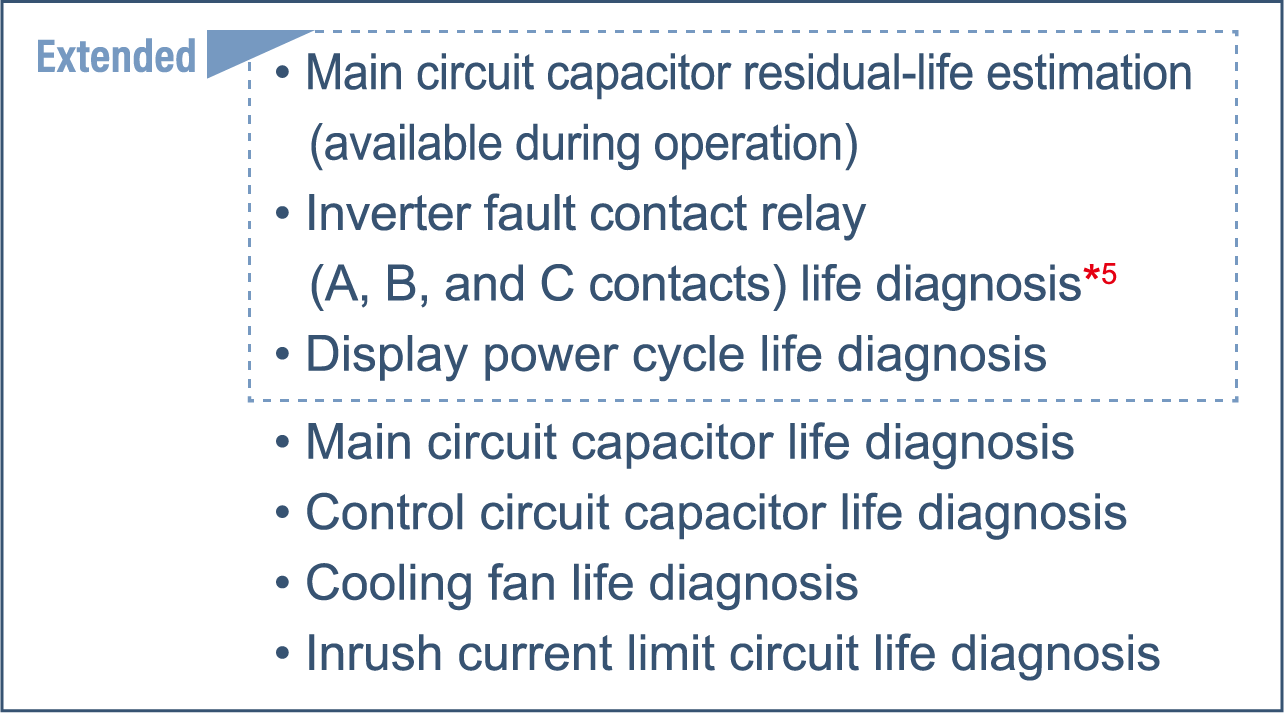 Extended
• Main circuit capacitor residual-life estimation
(available during operation)
• Inverter fault contact relay
(A, B, and C contacts) life diagnosis*5
• Display power cycle life diagnosis
• Main circuit capacitor life diagnosis
• Control circuit capacitor life diagnosis
• Cooling fan life diagnosis
• Inrush current limit circuit life diagnosis